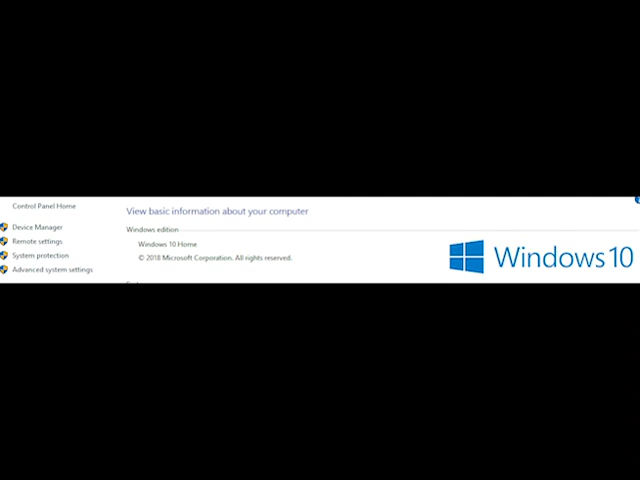 Control Panel Home
Device Manager
Remote settings
System protection
Advanced system settings
View basic information about your computer
Windows edition
Windows 10 Home
© 2018 Microsoft Corporation. All rights reserved.
Windows 10